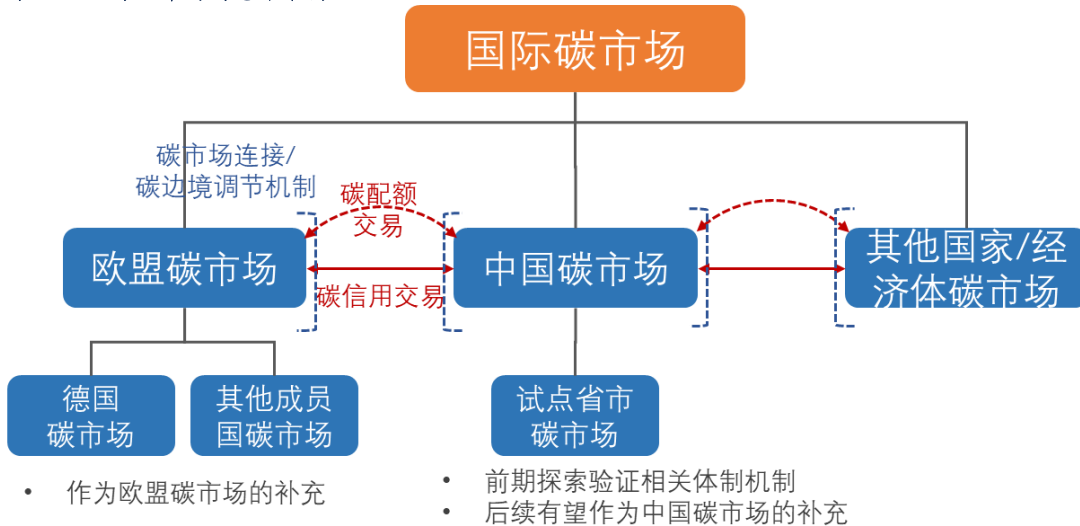 国际碳市场
碳市场连接/
碳边境调节机制
碳配额
交易
欧盟碳市场
碳信用交易
中国碳市场
其他国家/经
济体碳市场
德国
碳市场
其他成员
国碳市场
试点省市
碳市场
• 作为欧盟碳市场的补充
• 前期探索验证相关体制机制
• 后续有望作为中国碳市场的补充